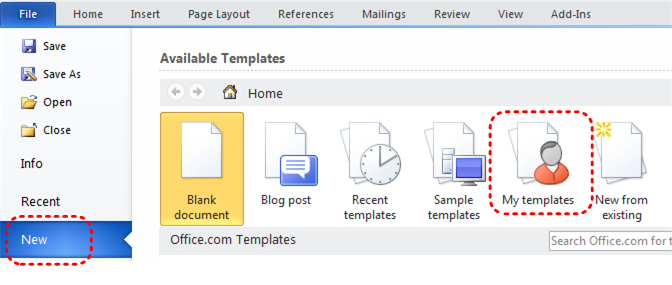 File Home Insert Page Layout References Mailings Review View Add-Ins
Save
Save As
Open
Close
Info
Recent
New
Available Templates
Home
Blank document
Blog post
Recent templates
Sample templates
My templates
New from existing
Office.com Templates
Search Office.com for t